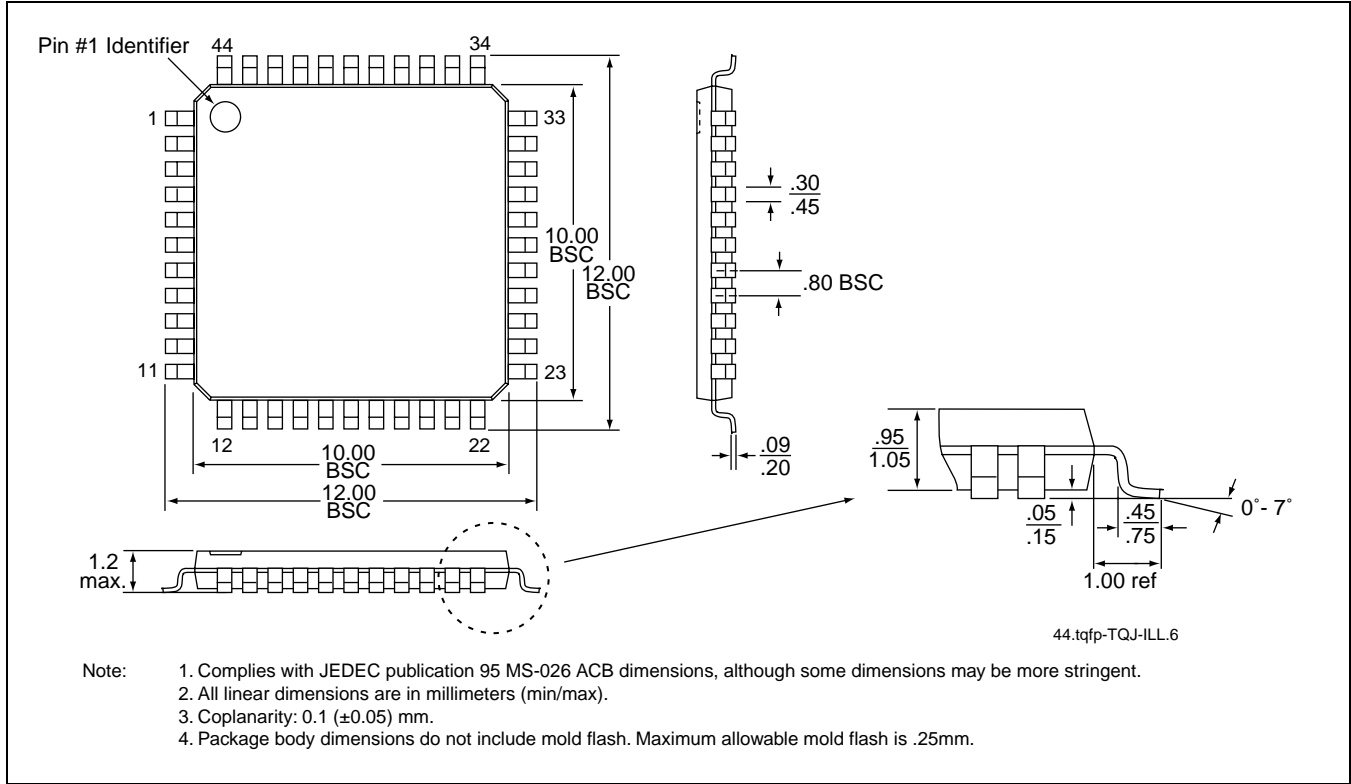 Pin #1 Identifier
44
34
1
33
.30
.45
10.00
BSC
12.00
BSC
.80 BSC
11
23
12
22
10.00
BSC
12.00
BSC
.09
.20
.95
1.05
.05
.15
.45
.75
0˚- 7˚
1.00 ref
1.2
max.
44.tqfp-TQJ-ILL.6
Note:
1. Complies with JEDEC publication 95 MS-026 ACB dimensions, although some dimensions may be more stringent.
2. All linear dimensions are in millimeters (min/max).
3. Coplanarity: 0.1 (±0.05) mm.
4. Package body dimensions do not include mold flash. Maximum allowable mold flash is .25mm.